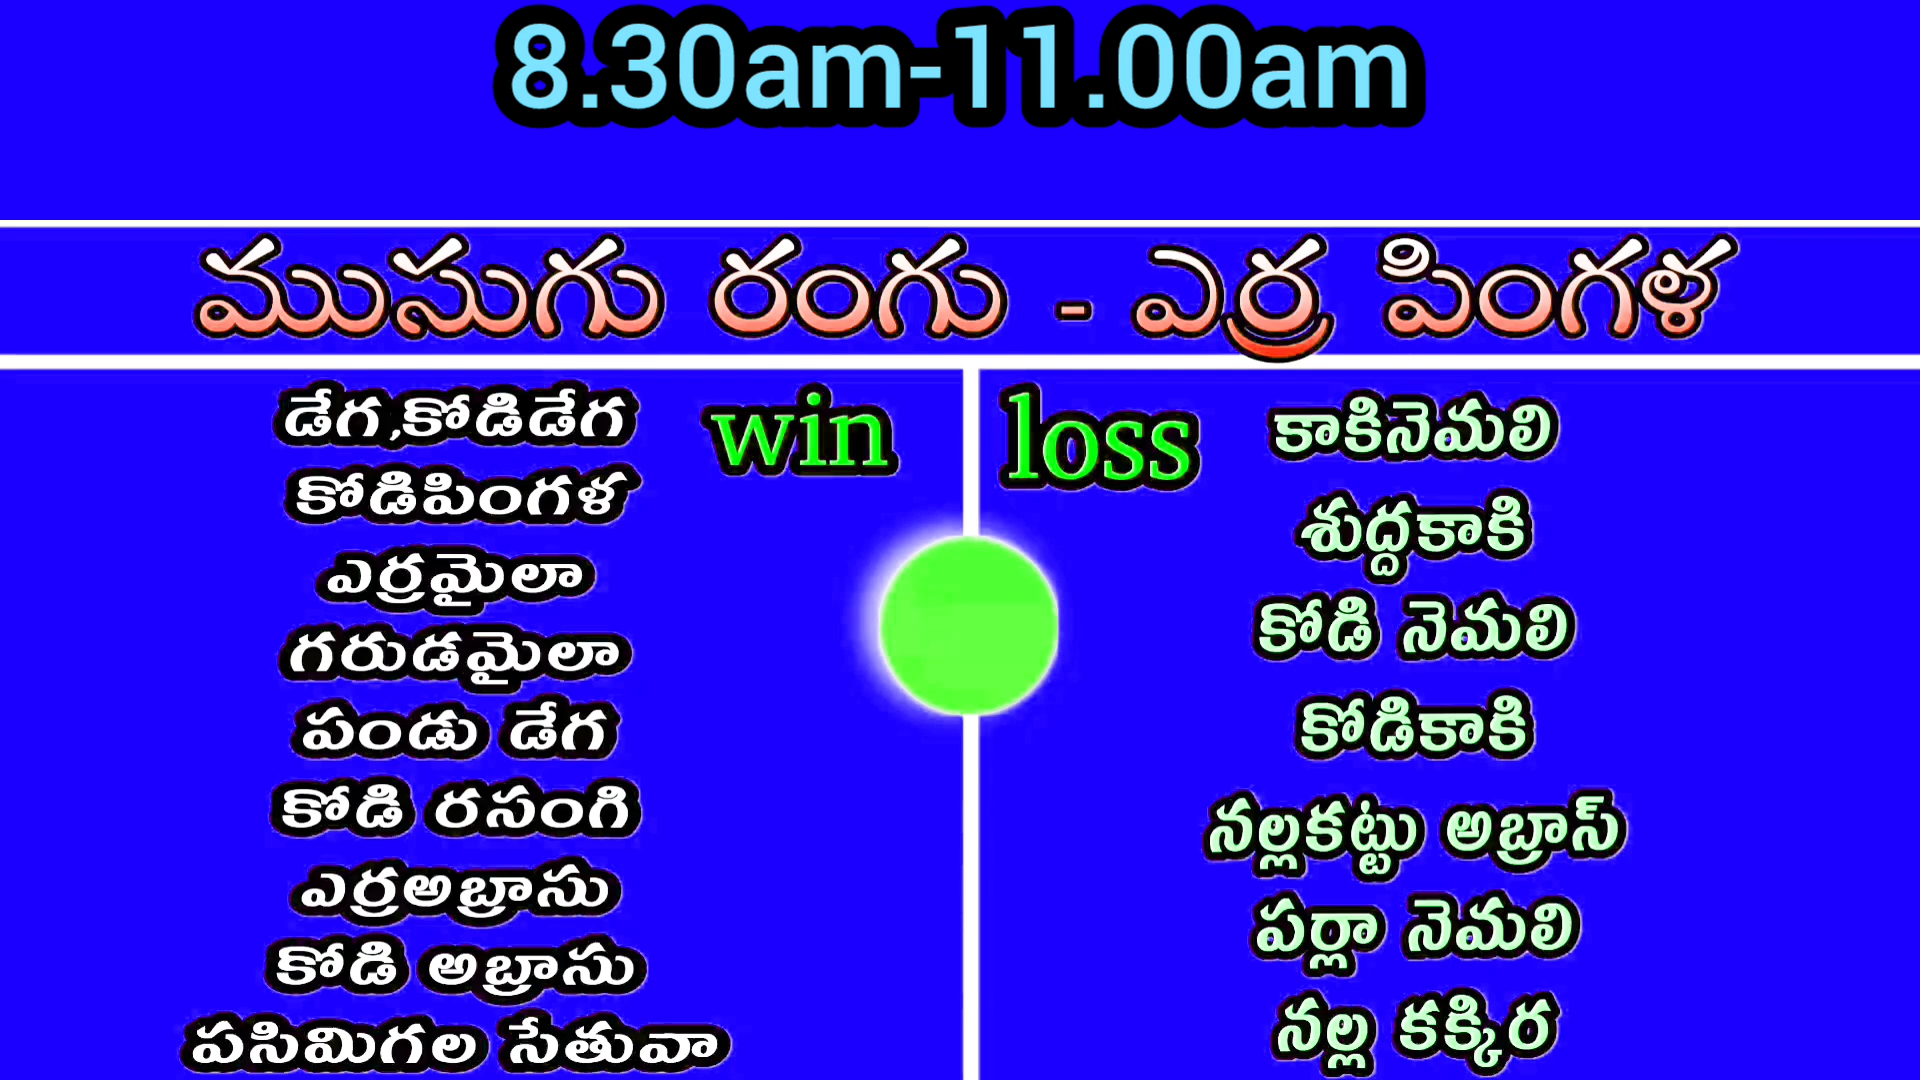 8.30am-11.00am
ముసుగు రంగు - ఎర్ర పింగళ
win
డేగ,కోడిడేగ
కోడిపింగళ
ఎర్రమైలా
గరుడమైలా
పండు డేగ
కోడి రసంగి
ఎర్రఅబ్రాసు
కోడి అబ్రాసు
పసిమిగల సేతువా
loss
కాకినెమలి
శుద్దకాకి
కోడి నెమలి
కోడికాకి
నల్లకట్టు అబ్రాస్
పర్లా నెమలి
నల్ల కక్కిర